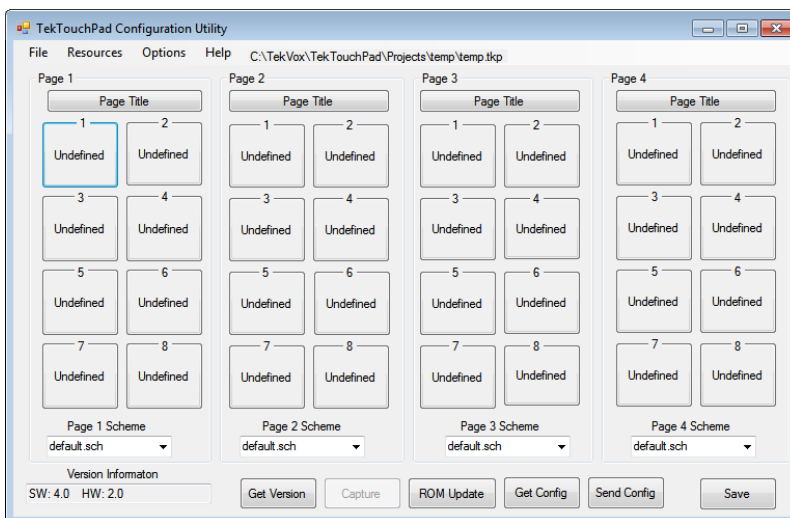 TekTouchPad Configuration Utility
File Resources Options Help C:\TekVox\TekTouchPad\Projects\temp\temp.tkp
Page 1 Page 2 Page 3 Page 4
Page Title Page Title Page Title Page Title
1 2 1 2 1 2 1 2
Undefined Undefined Undefined Undefined Undefined Undefined Undefined Undefined
3 4 3 4 3 4 3 4
Undefined Undefined Undefined Undefined Undefined Undefined Undefined Undefined
5 6 5 6 5 6 5 6
Undefined Undefined Undefined Undefined Undefined Undefined Undefined Undefined
7 8 7 8 7 8 7 8
Undefined Undefined Undefined Undefined Undefined Undefined Undefined Undefined
Page 1 Scheme Page 2 Scheme Page 3 Scheme Page 4 Scheme
default.sch default.sch default.sch default.sch
Version Informaton
SW: 4.0 HW: 2.0 Get Version Capture ROM Update Get Config Send Config Save